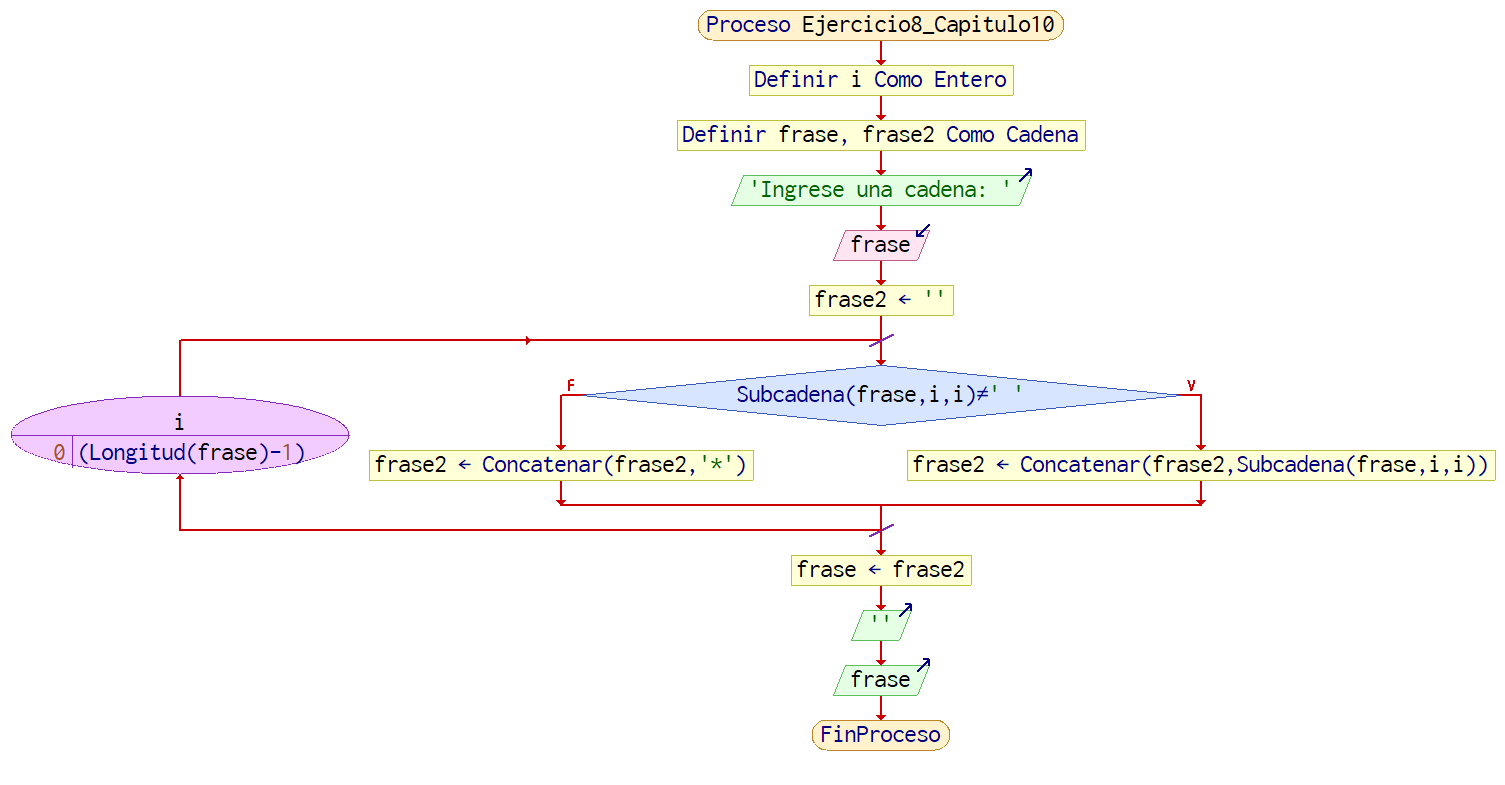 Proceso Ejercicio8_Capitulo10
Definir i Como Entero
Definir frase, frase2 Como Cadena
'Ingrese una cadena: '
frase
frase2 ← ''
F
Subcadena(frase,i,i)≠' '
V
i
0 (Longitud(frase)-1)
frase2 ← Concatenar(frase2,'*')
frase2 ← Concatenar(frase2,Subcadena(frase,i,i))
frase ← frase2
''
frase
FinProceso